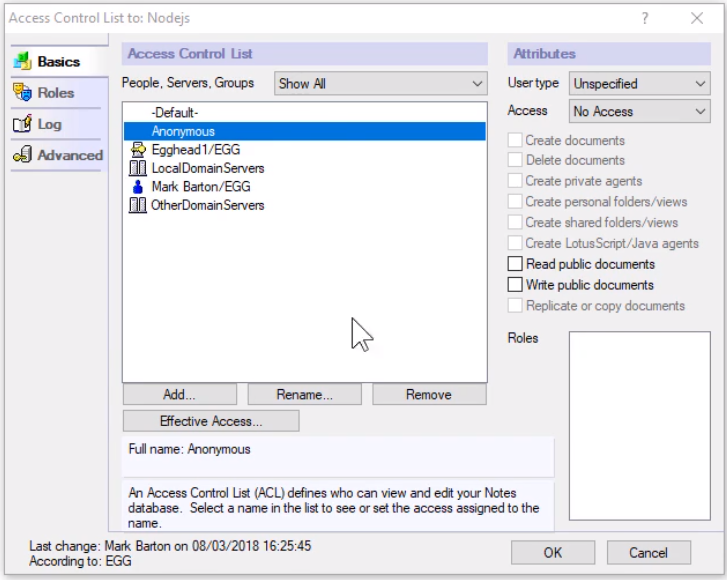 Access Control List to: Nodejs
?
Basics
Roles
Log
Advanced
Access Control List
People, Servers, Groups
Show All
-Default-
Anonymous
Egghead1/EGG
LocalDomainServers
Mark Barton/EGG
OtherDomainServers
Add...
Rename...
Remove
Effective Access...
Full name: Anonymous
An Access Control List (ACL) defines who can view and edit your Notes
database. Select a name in the list to see or set the access assigned to the
name.
Attributes
User type
Unspecified
Access
No Access
Create documents
Delete documents
Create private agents
Create personal folders/views
Create shared folders/views
Create LotusScript/Java agents
Read public documents
Write public documents
Replicate or copy documents
Roles
Last change: Mark Barton on 08/03/2018 16:25:45
According to: EGG
OK
Cancel